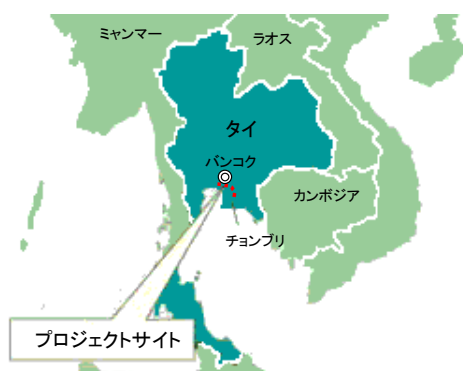 ミャンマー
ラオス
タイ
バンコク
カンボジア
チョンブリ
プロジェクトサイト